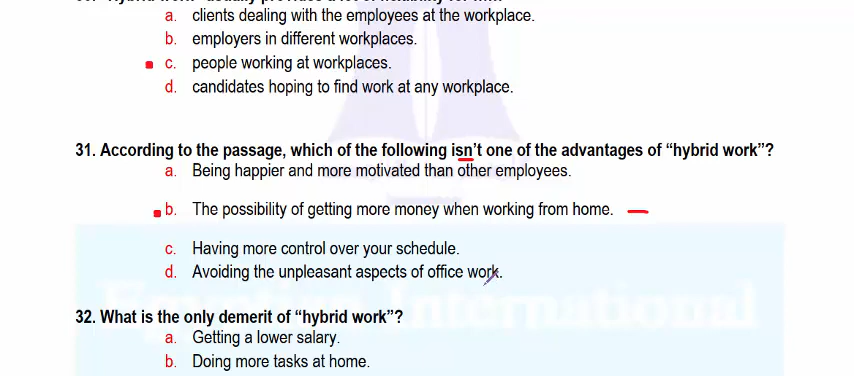 a. clients dealing with the employees at the workplace.
b. employers in different workplaces.
c. people working at workplaces.
d. candidates hoping to find work at any workplace.
31. According to the passage, which of the following isn't one of the advantages of “hybrid work”?
a. Being happier and more motivated than other employees.
b. The possibility of getting more money when working from home.
c. Having more control over your schedule.
d. Avoiding the unpleasant aspects of office work.
Egyptian International
32. What is the only demerit of “hybrid work”?
a. Getting a lower salary.
b. Doing more tasks at home.